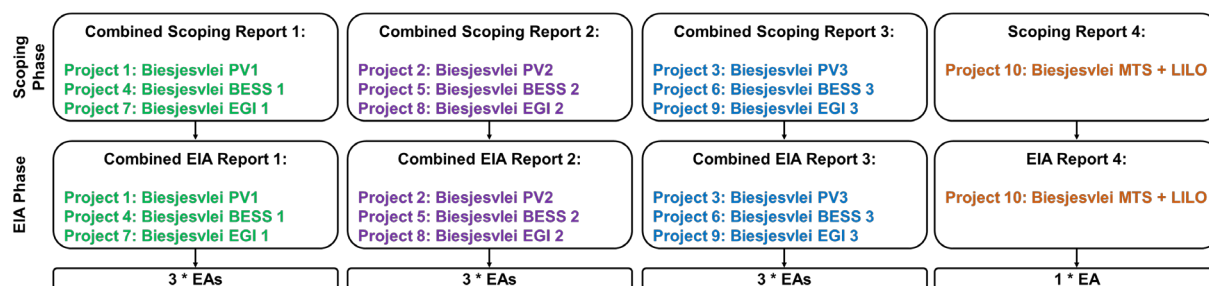 Scoping Phase
Combined Scoping Report 1:
Project 1: Biesjesvlei PV1
Project 4: Biesjesvlei BESS 1
Project 7: Biesjesvlei EGI 1
Combined Scoping Report 2:
Project 2: Biesjesvlei PV2
Project 5: Biesjesvlei BESS 2
Project 8: Biesjesvlei EGI 2
Combined Scoping Report 3:
Project 3: Biesjesvlei PV3
Project 6: Biesjesvlei BESS 3
Project 9: Biesjesvlei EGI 3
Scoping Report 4:
Project 10: Biesjesvlei MTS + LILO
EIA Phase
Combined EIA Report 1:
Project 1: Biesjesvlei PV1
Project 4: Biesjesvlei BESS 1
Project 7: Biesjesvlei EGI 1
Combined EIA Report 2:
Project 2: Biesjesvlei PV2
Project 5: Biesjesvlei BESS 2
Project 8: Biesjesvlei EGI 2
Combined EIA Report 3:
Project 3: Biesjesvlei PV3
Project 6: Biesjesvlei BESS 3
Project 9: Biesjesvlei EGI 3
EIA Report 4:
Project 10: Biesjesvlei MTS + LILO
3 * EAs
3 * EAs
3 * EAs
1 * EA